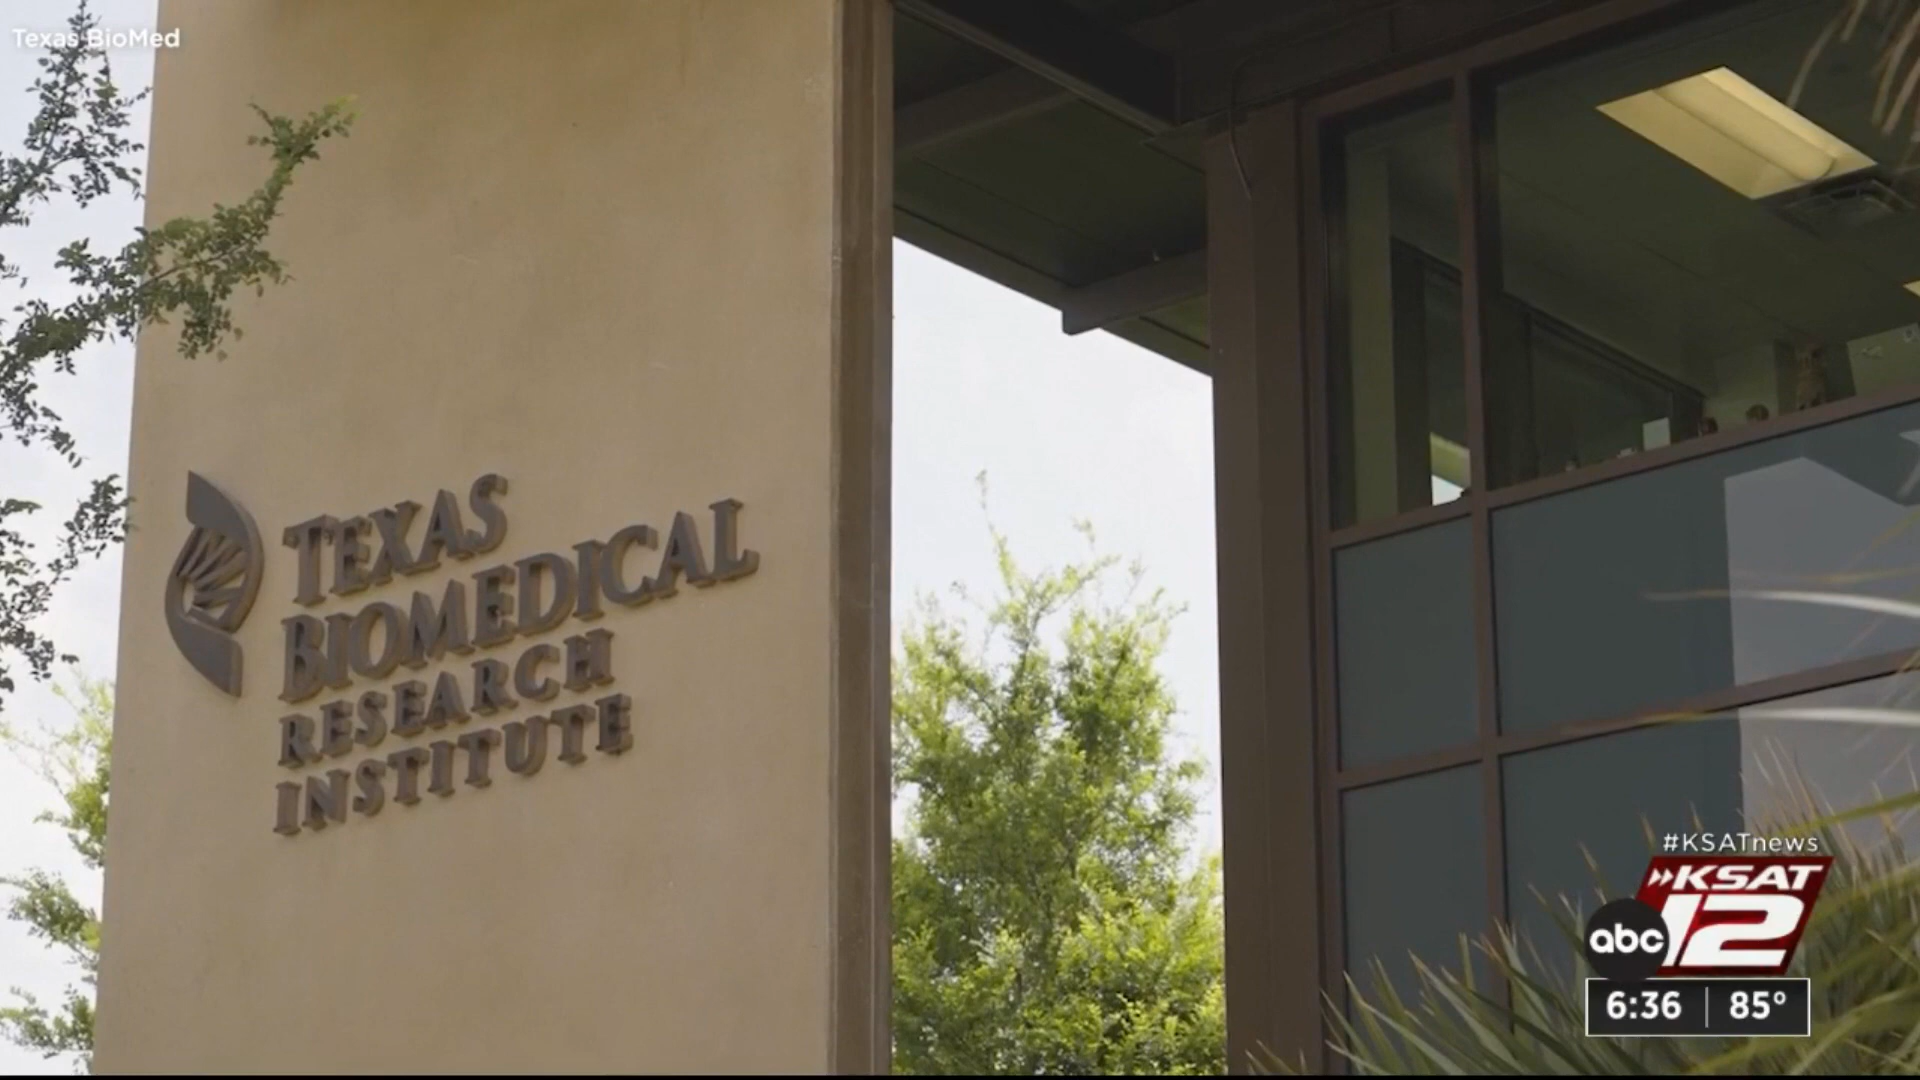 Texas BioMed
TEXAS
BIOMEDICAL
RESEARCH
INSTITUTE
#KSATnews
KSAT
abc 12
6:36 | 85°